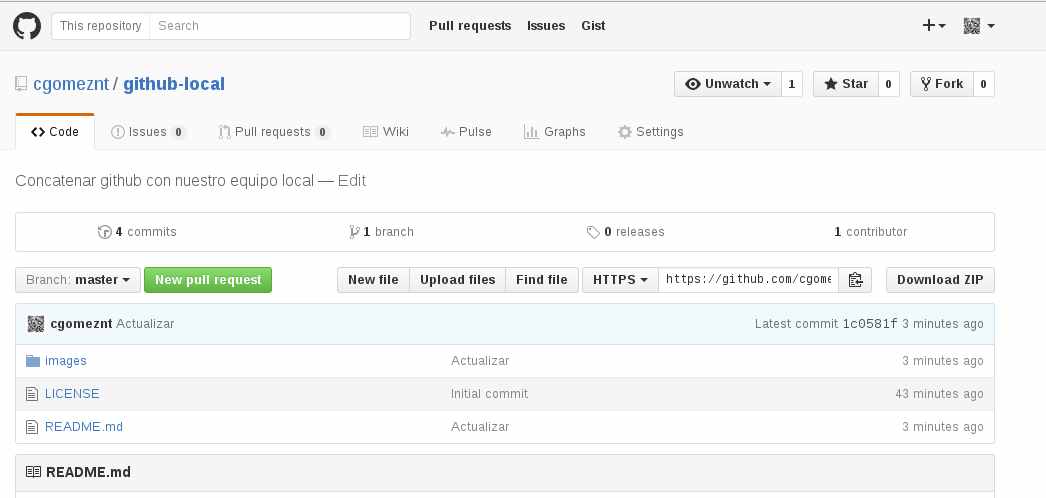 This repository Search Pull requests Issues Gist
cgomeznt / github-local Unwatch 1 Star 0 Fork 0
Code Issues 0 Pull requests 0 Wiki Pulse Graphs Settings
Concatenar github con nuestro equipo local — Edit
4 commits 1 branch 0 releases 1 contributor
Branch: master New pull request New file Upload files Find file HTTPS https://github.com/cgome Download ZIP
cgomeznt Actualizar Latest commit 1c0581f 3 minutes ago
images Actualizar 3 minutes ago
LICENSE Initial commit 43 minutes ago
README.md Actualizar 3 minutes ago
README.md